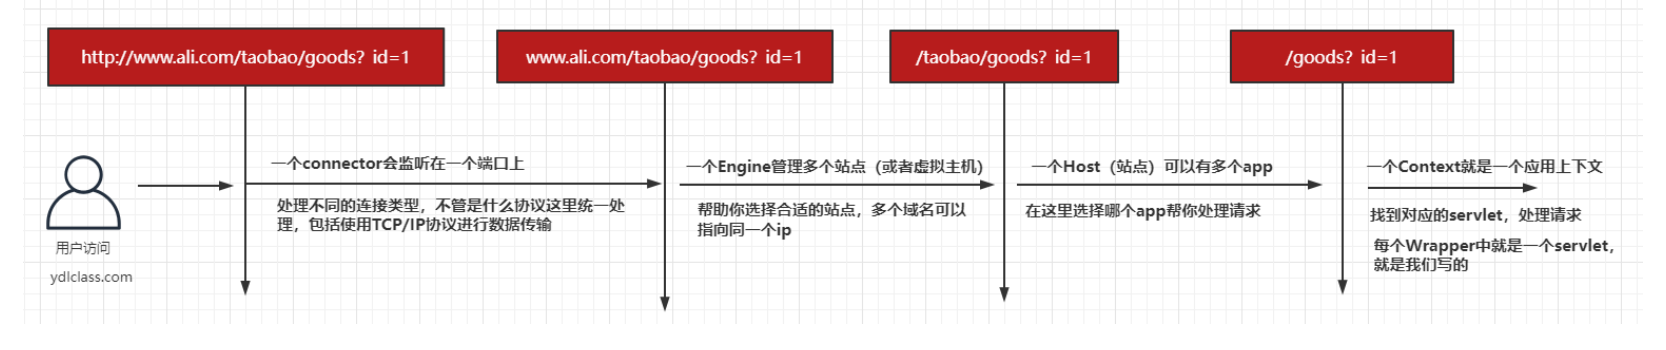 http://www.ali.com/taobao/goods? id=1
www.ali.com/taobao/goods? id=1
/taobao/goods? id=1
/goods? id=1
用户访问
ydlclass.com
一个connector会监听在一个端口上
处理不同的连接类型，不管是什么协议这里统一处
理，包括使用TCP/IP协议进行数据传输
一个Engine管理多个站点（或者虚拟主机)
帮助你选择合适的站点，多个域名可以
指向同一个ip
一个Host（站点）可以有多个app
在这里选择哪个app帮你处理请求
一个Context就是一个应用上下文
找到对应的servlet，处理请求
每个Wrapper中就是一个servlet，
就是我们写的